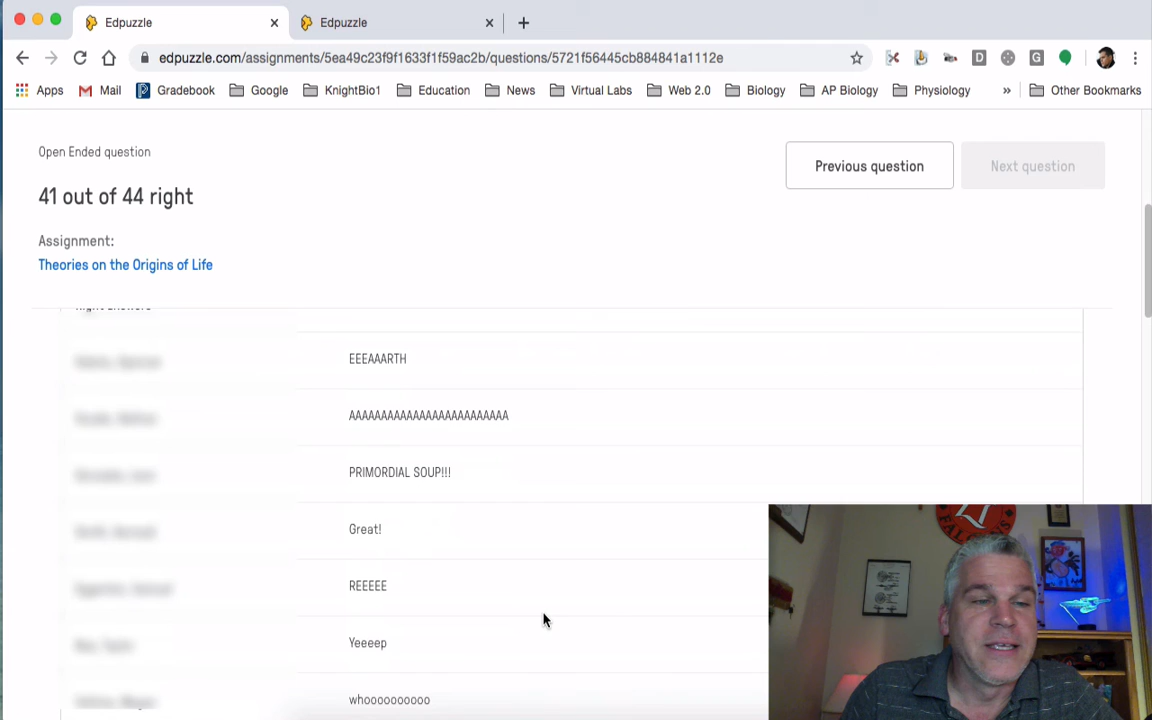 Edpuzzle
Edpuzzle
edpuzzle.com/assignments/5ea49c23f9f1633f1f59ac2b/questions/5721f56445cb884841a1112e
Apps
Mail
Gradebook
Google
KnightBio1
Education
News
Virtual Labs
Web 2.0
Biology
AP Biology
Physiology
»
Other Bookmarks
Open Ended question
41 out of 44 right
Previous question
Next question
Assignment:
Theories on the Origins of Life
EEEAAARTH
AAAAAAAAAAAAAAAAAAAAAAAAA
PRIMORDIAL SOUP!!!
Great!
REEEEE
Yeeeep
whoooooooooo